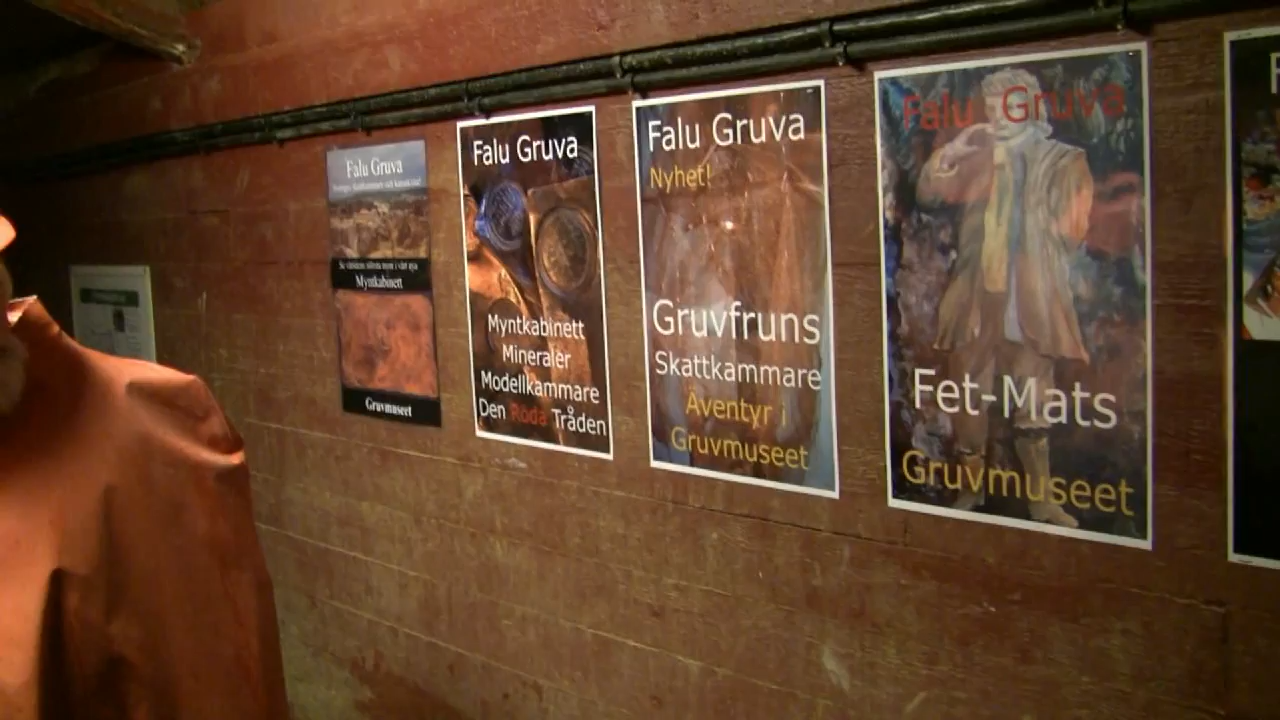 Falu Gruva
Myntkabinett
Gruvmuseet
Falu Gruva
Myntkabinett
Mineraler
Modellkammare
Den Röda Tråden
Falu Gruva
Nyhet!
Gruvfruns
Skattkammare
Äventyr i
Gruvmuseet
Falu Gruva
Fet-Mats
Gruvmuseet